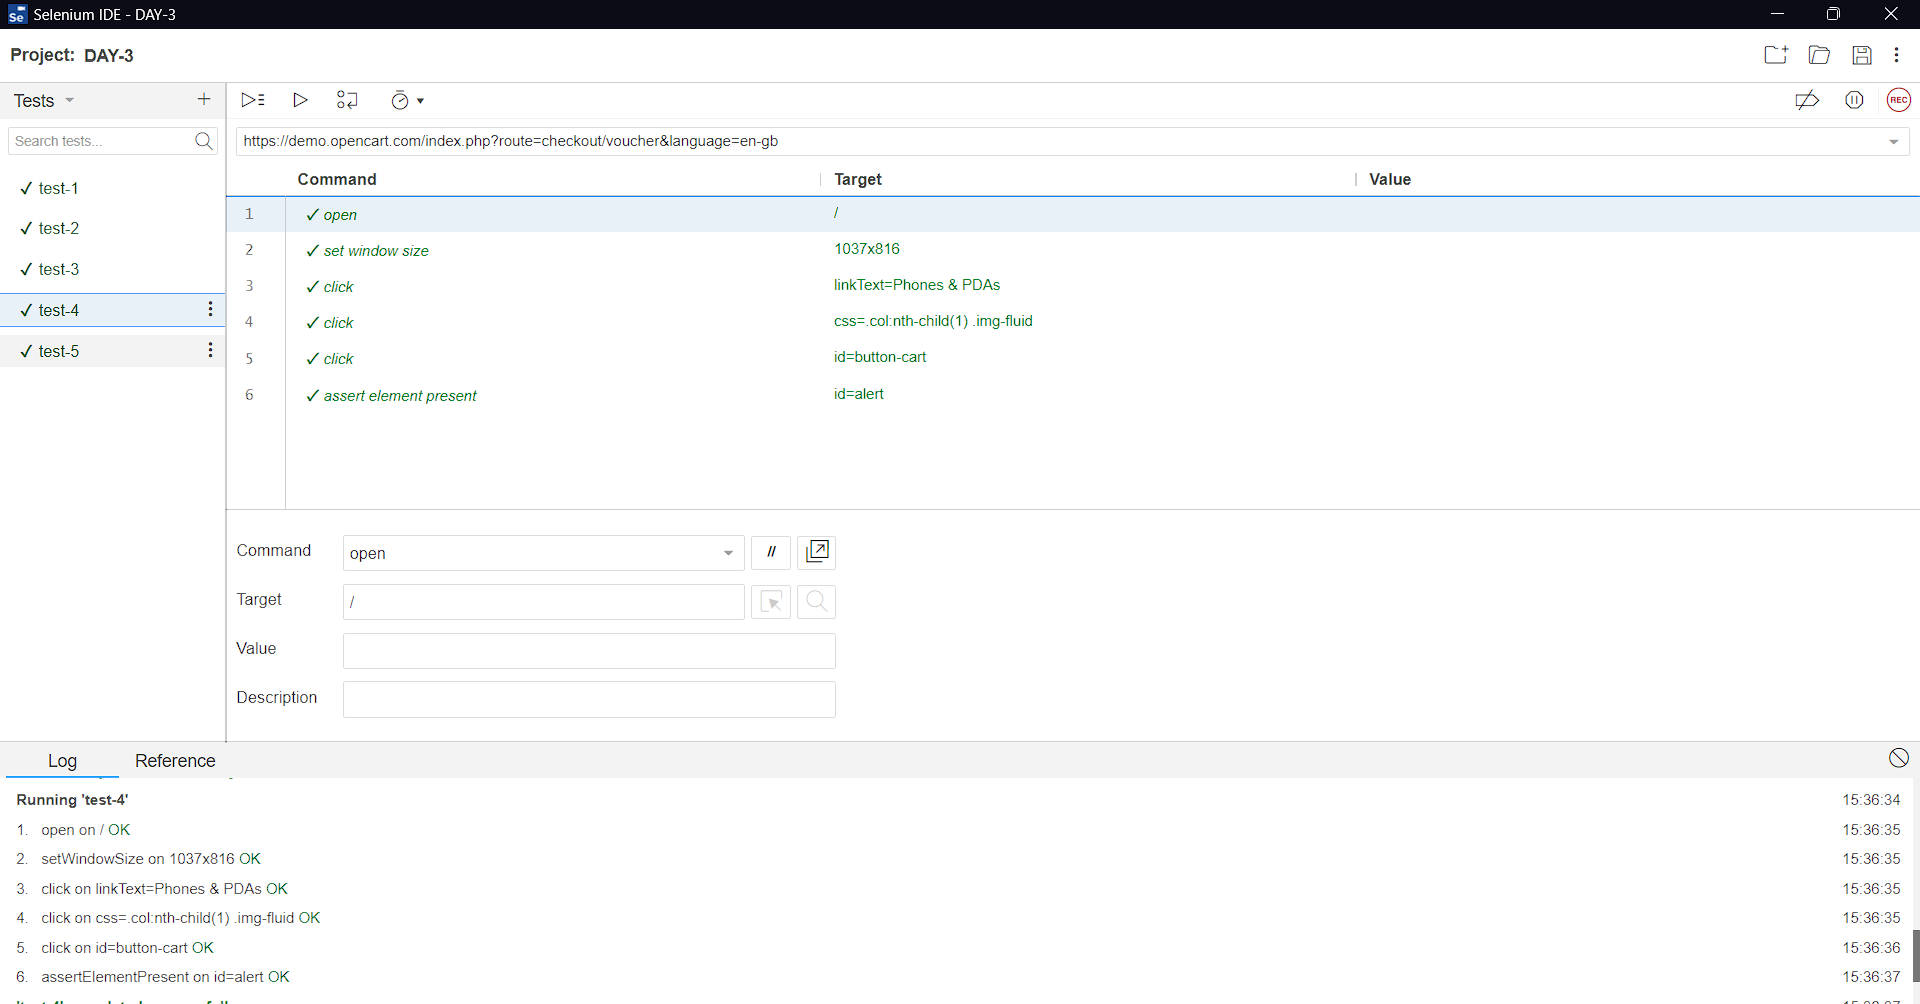 Selenium IDE - DAY-3
Project: DAY-3
Tests
Search tests...
✓ test-1
✓ test-2
✓ test-3
✓ test-4
✓ test-5
REC
https://demo.opencart.com/index.php?route=checkout/voucher&language=en-gb
Command Target Value
1 ✓ open /
2 ✓ set window size 1037x816
3 ✓ click linkText=Phones & PDAs
4 ✓ click css=.col:nth-child(1) .img-fluid
5 ✓ click id=button-cart
6 ✓ assert element present id=alert
Command open //
Target /
Value
Description
Log Reference
Running 'test-4' 15:36:34
1. open on / OK 15:36:35
2. setWindowSize on 1037x816 OK 15:36:35
3. click on linkText=Phones & PDAs OK 15:36:35
4. click on css=.col:nth-child(1) .img-fluid OK 15:36:35
5. click on id=button-cart OK 15:36:36
6. assertElementPresent on id=alert OK 15:36:37